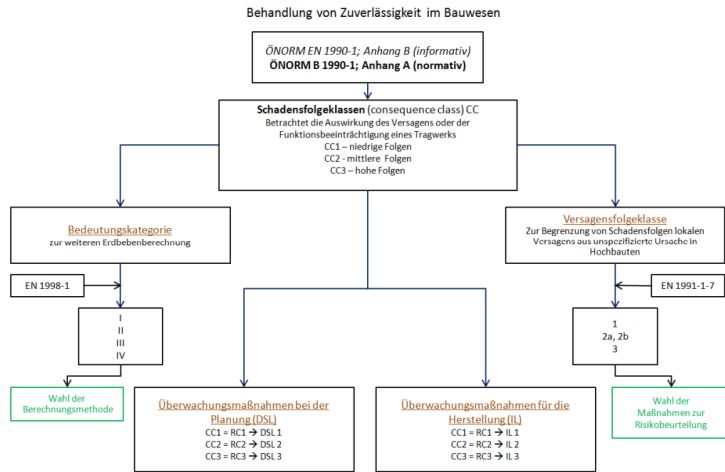 Behandlung von Zuverlässigkeit im Bauwesen
ÖNORM EN 1990-1; Anhang B (informativ)
ÖNORM B 1990-1; Anhang A (normativ)
Schadensfolgeklassen (consequence class) CC
Betrachtet die Auswirkung des Versagens oder der
Funktionsbeeinträchtigung eines Tragwerks
CC1 – niedrige Folgen
CC2 - mittlere Folgen
CC3 – hohe Folgen
Bedeutungskategorie
zur weiteren Erdbebenberechnung
Versagensfolgeklasse
Zur Begrenzung von Schadensfolgen lokalen
Versagens aus unspezifizierte Ursache in
Hochbauten
EN 1998-1
EN 1991-1-7
I
II
III
IV
1
2a, 2b
3
Wahl der
Berechnungsmethode
Überwachungsmaßnahmen bei der
Planung (DSL)
CC1 = RC1 → DSL 1
CC2 = RC2 → DSL 2
CC3 = RC3 → DSL 3
Überwachungsmaßnahmen für die
Herstellung (IL)
CC1 = RC1 → IL 1
CC2 = RC2 → IL 2
CC3 = RC3 → IL 3
Wahl der
Maßnahmen zur
Risikobeurteilung